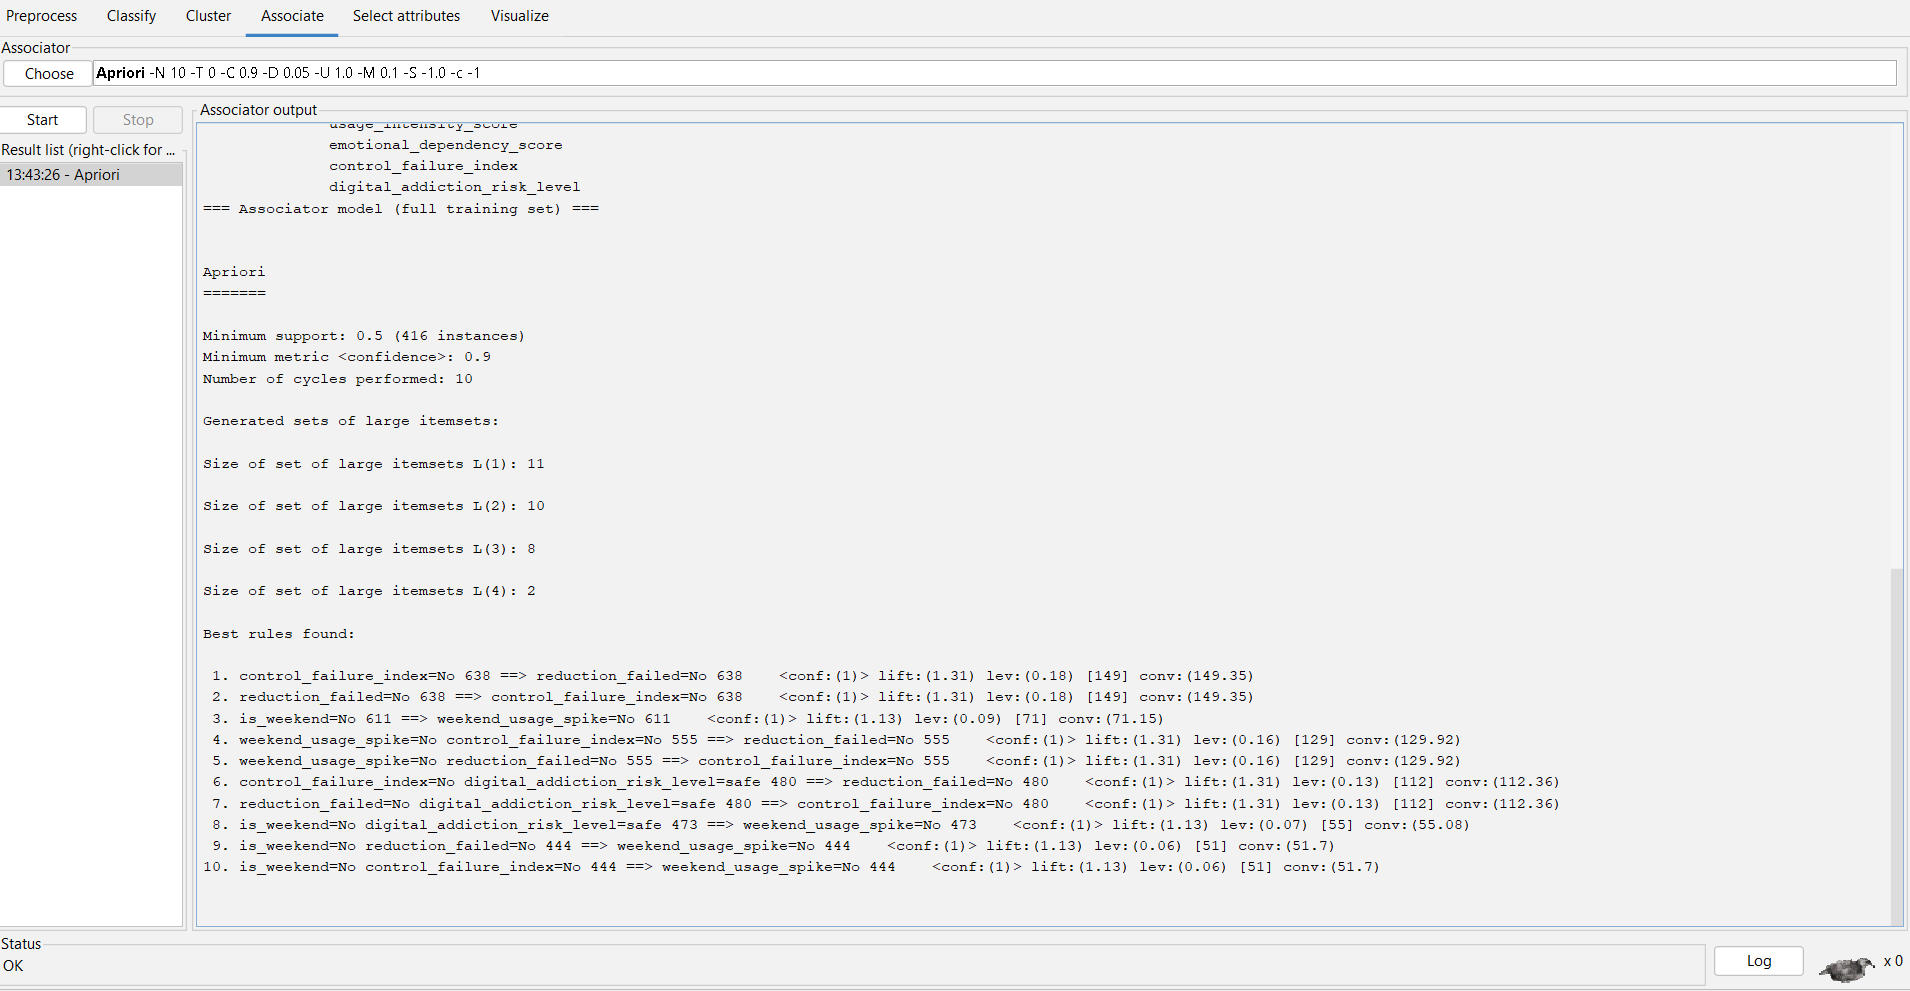 Preprocess Classify Cluster Associate Select attributes Visualize
Associator
Choose Apriori -N 10 -T 0 -C 0.9 -D 0.05 -U 1.0 -M 0.1 -S -1.0 -c -1
Start Stop
Associator output
Result list (right-click for ...
13:43:26 - Apriori
usage_intensity_score
emotional_dependency_score
control_failure_index
digital_addiction_risk_level
=== Associator model (full training set) ===
Apriori
=======
Minimum support: 0.5 (416 instances)
Minimum metric <confidence>: 0.9
Number of cycles performed: 10
Generated sets of large itemsets:
Size of set of large itemsets L(1): 11
Size of set of large itemsets L(2): 10
Size of set of large itemsets L(3): 8
Size of set of large itemsets L(4): 2
Best rules found:
1. control_failure_index=No 638 ==> reduction_failed=No 638 <conf:(1)> lift:(1.31) lev:(0.18) [149] conv:(149.35)
2. reduction_failed=No 638 ==> control_failure_index=No 638 <conf:(1)> lift:(1.31) lev:(0.18) [149] conv:(149.35)
3. is_weekend=No 611 ==> weekend_usage_spike=No 611 <conf:(1)> lift:(1.13) lev:(0.09) [71] conv:(71.15)
4. weekend_usage_spike=No control_failure_index=No 555 ==> reduction_failed=No 555 <conf:(1)> lift:(1.31) lev:(0.16) [129] conv:(129.92)
5. weekend_usage_spike=No reduction_failed=No 555 ==> control_failure_index=No 555 <conf:(1)> lift:(1.31) lev:(0.16) [129] conv:(129.92)
6. control_failure_index=No digital_addiction_risk_level=safe 480 ==> reduction_failed=No 480 <conf:(1)> lift:(1.31) lev:(0.13) [112] conv:(112.36)
7. reduction_failed=No digital_addiction_risk_level=safe 480 ==> control_failure_index=No 480 <conf:(1)> lift:(1.31) lev:(0.13) [112] conv:(112.36)
8. is_weekend=No digital_addiction_risk_level=safe 473 ==> weekend_usage_spike=No 473 <conf:(1)> lift:(1.13) lev:(0.07) [55] conv:(55.08)
9. is_weekend=No reduction_failed=No 444 ==> weekend_usage_spike=No 444 <conf:(1)> lift:(1.13) lev:(0.06) [51] conv:(51.7)
10. is_weekend=No control_failure_index=No 444 ==> weekend_usage_spike=No 444 <conf:(1)> lift:(1.13) lev:(0.06) [51] conv:(51.7)
Status
OK
Log
x 0